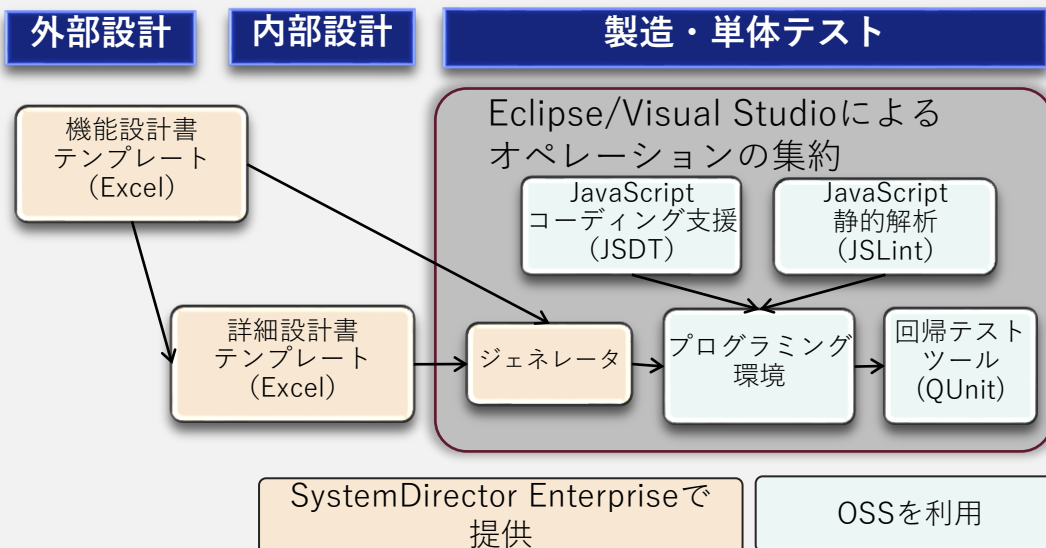 外部設計
内部設計
製造・単体テスト
機能設計書
テンプレート
(Excel)
Eclipse/Visual Studioによる
オペレーションの集約
JavaScript
コーディング支援
(JSDT)
JavaScript
静的解析
(JSLint)
詳細設計書
テンプレート
(Excel)
ジェネレータ
プログラミング
環境
回帰テスト
ツール
(QUnit)
SystemDirector Enterpriseで
提供
OSSを利用